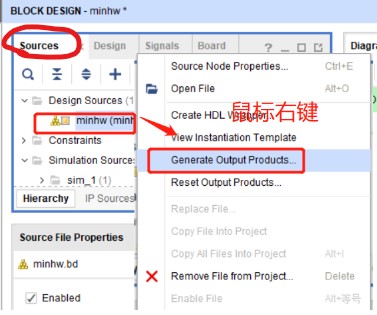 BLOCK DESIGN - minhw *
Sources
Design
Signals
Board
Diagra
Source Node Properties...
Ctrl+E
Open File
Alt+O
Design Sources (1
Create HDL Wrapper...
鼠标右键
minhw (minh
View Instantiation Template
Constraints
Generate Output Products...
Simulation Source
Reset Output Products...
sim_1 (1)
Hierarchy
IP Sources
Replace File...
Copy File Into Project
Source File Properties
Copy All Files Into Project
Alt+I
minhw.bd
Remove File from Project...
Delete
Enabled
Enable File
Alt+等号